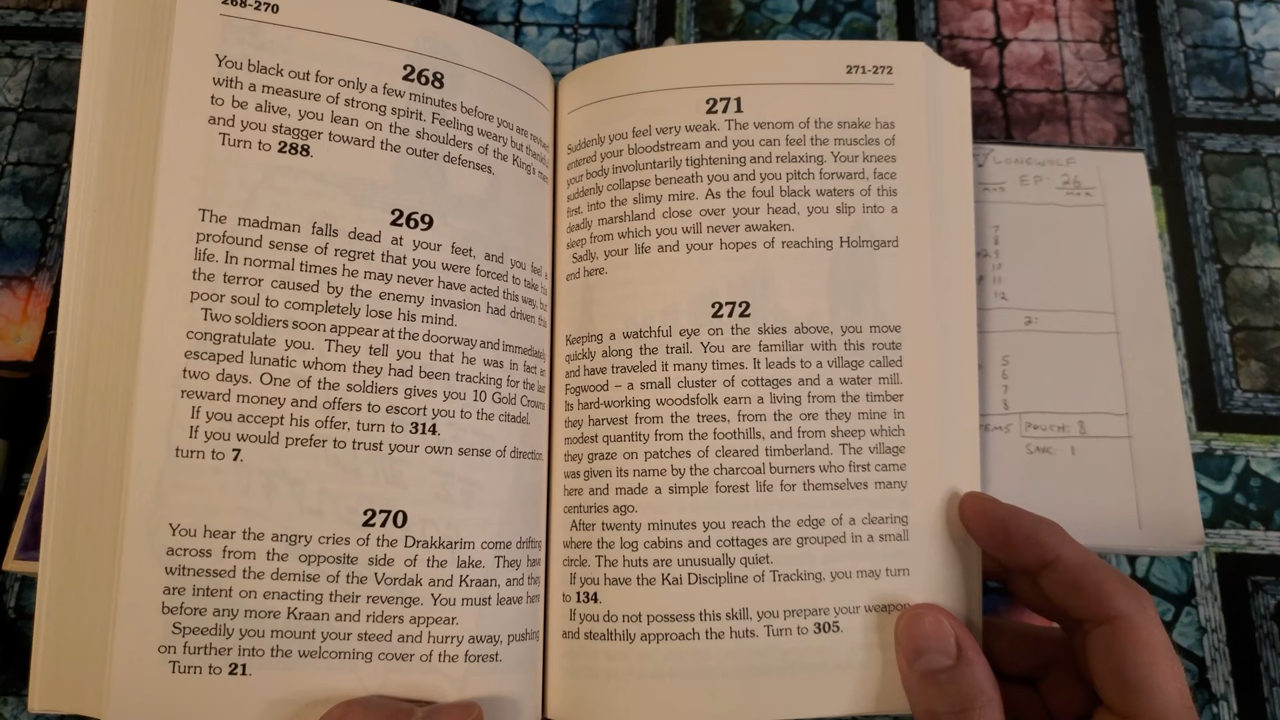 268-270
268
You black out for only a few minutes before you are revived
with a measure of strong spirit. Feeling weary but thankful
to be alive, you lean on the shoulders of the King's men
and you stagger toward the outer defenses.
Turn to 288.
269
The madman falls dead at your feet, and you feel a
profound sense of regret that you were forced to take his
life. In normal times he may never have acted this way, but
the terror caused by the enemy invasion had driven this
poor soul to completely lose his mind.
Two soldiers soon appear at the doorway and immediately
congratulate you. They tell you that he was in fact an
escaped lunatic whom they had been tracking for the last
two days. One of the soldiers gives you 10 Gold Crowns
reward money and offers to escort you to the citadel.
If you accept his offer, turn to 314.
If you would prefer to trust your own sense of direction,
turn to 7.
270
You hear the angry cries of the Drakkarim come drifting
across from the opposite side of the lake. They have
witnessed the demise of the Vordak and Kraan, and they
are intent on enacting their revenge. You must leave here
before any more Kraan and riders appear.
Speedily you mount your steed and hurry away, pushing
on further into the welcoming cover of the forest.
Turn to 21.
271-272
271
Suddenly you feel very weak. The venom of the snake has
entered your bloodstream and you can feel the muscles of
your body involuntarily tightening and relaxing. Your knees
suddenly collapse beneath you and you pitch forward, face
first, into the slimy mire. As the foul black waters of this
deadly marshland close over your head, you slip into a
sleep from which you will never awaken.
Sadly, your life and your hopes of reaching Holmgard
end here.
272
Keeping a watchful eye on the skies above, you move
quickly along the trail. You are familiar with this route
and have traveled it many times. It leads to a village called
Fogwood – a small cluster of cottages and a water mill.
Its hard-working woodsfolk earn a living from the timber
they harvest from the trees, from the ore they mine in
modest quantity from the foothills, and from sheep which
they graze on patches of cleared timberland. The village
was given its name by the charcoal burners who first came
here and made a simple forest life for themselves many
centuries ago.
After twenty minutes you reach the edge of a clearing
where the log cabins and cottages are grouped in a small
circle. The huts are unusually quiet.
If you have the Kai Discipline of Tracking, you may turn
to 134.
If you do not possess this skill, you prepare your weapon
and stealthily approach the huts. Turn to 305.
LONEWOLF
EP: 26
MAX
7
8
9
10
11
12
2:
5
6
7
8
POUCH: 8